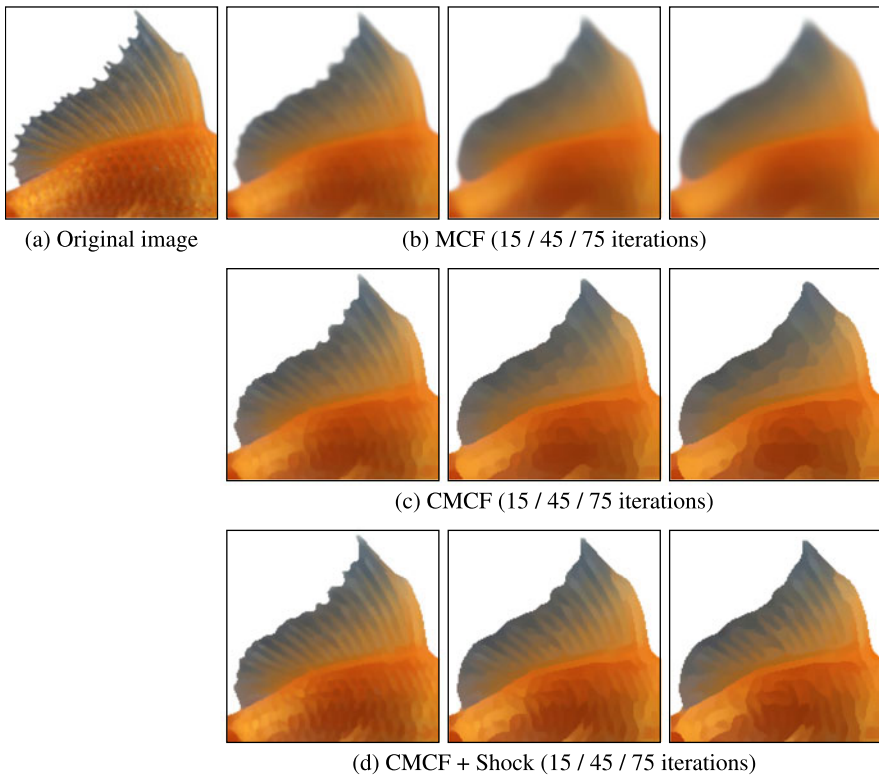 (a) Original image
(b) MCF (15 / 45 / 75 iterations)
(c) CMCF (15 / 45 / 75 iterations)
(d) CMCF + Shock (15 / 45 / 75 iterations)